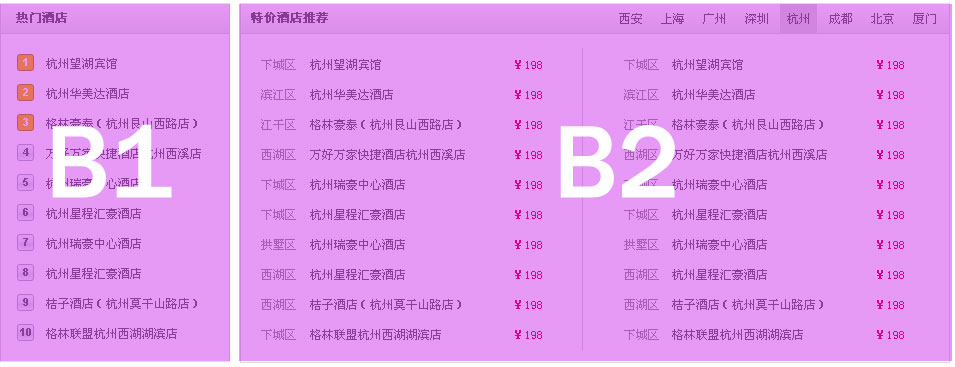 热门酒店
1 杭州望湖宾馆
2 杭州华美达酒店
3 格林豪泰（杭州艮山西路店）
4 万好万家快捷酒店杭州西溪店
5 杭州瑞豪中心酒店
6 杭州星程汇豪酒店
7 杭州瑞豪中心酒店
8 杭州星程汇豪酒店
9 桔子酒店（杭州莫干山路店）
10 格林联盟杭州西湖湖滨店
B1
特价酒店推荐 西安 上海 广州 深圳 杭州 成都 北京 厦门
下城区 杭州望湖宾馆 ¥ 198 下城区 杭州望湖宾馆 ¥ 198
滨江区 杭州华美达酒店 ¥ 198 滨江区 杭州华美达酒店 ¥ 198
江干区 格林豪泰（杭州艮山西路店） ¥ 198 江干区 格林豪泰（杭州艮山西路店） ¥ 198
西湖区 万好万家快捷酒店杭州西溪店 ¥ 198 西湖区 万好万家快捷酒店杭州西溪店 ¥ 198
下城区 杭州瑞豪中心酒店 ¥ 198 下城区 杭州瑞豪中心酒店 ¥ 198
下城区 杭州星程汇豪酒店 ¥ 198 下城区 杭州星程汇豪酒店 ¥ 198
拱墅区 杭州瑞豪中心酒店 ¥ 198 拱墅区 杭州瑞豪中心酒店 ¥ 198
西湖区 杭州星程汇豪酒店 ¥ 198 西湖区 杭州星程汇豪酒店 ¥ 198
西湖区 桔子酒店（杭州莫干山路店） ¥ 198 西湖区 桔子酒店（杭州莫干山路店） ¥ 198
下城区 格林联盟杭州西湖湖滨店 ¥ 198 下城区 格林联盟杭州西湖湖滨店 ¥ 198
B2